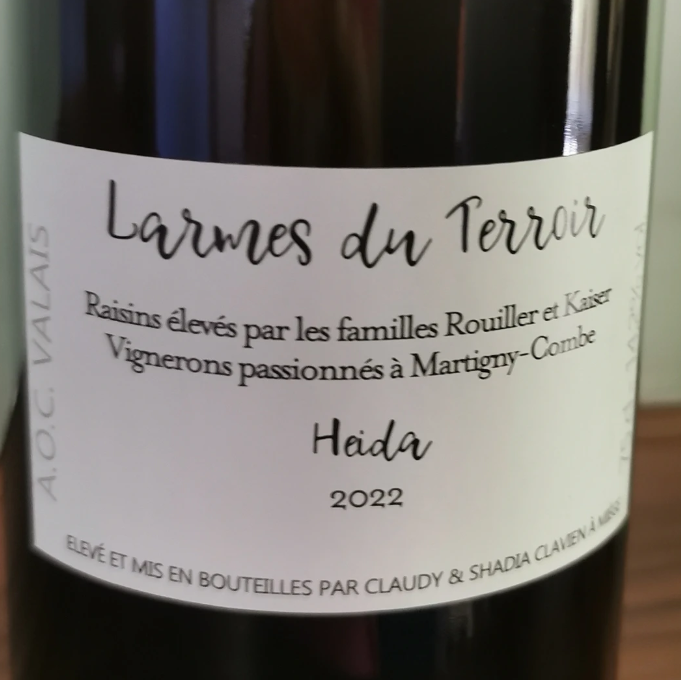 Larmes du Terroir
Raisins élevés par les familles Rouiller et Kaiser
Vignerons passionnés à Martigny-Combe
Heida
2022
ELEVÉ ET MIS EN BOUTEILLES PAR CLAUDY & SHADIA CLAVIEN À
A.O.C. VALAIS